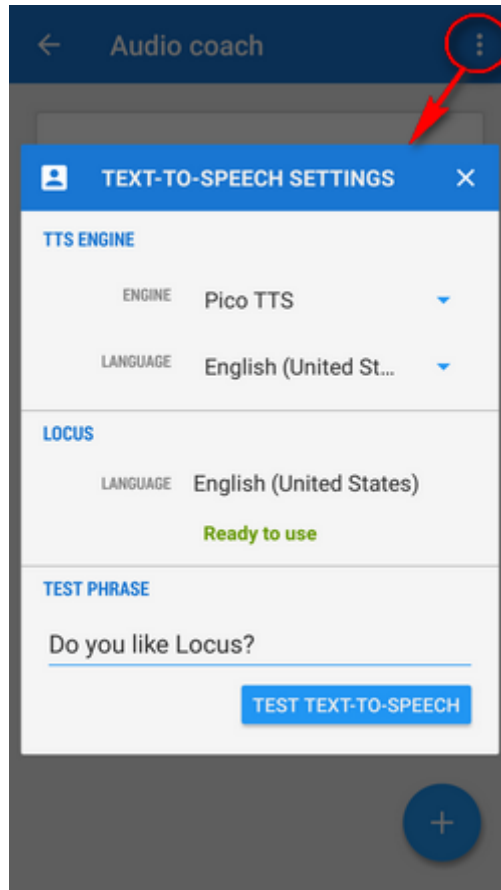 Audio coach
TEXT-TO-SPEECH SETTINGS
TTS ENGINE
ENGINE Pico TTS
LANGUAGE English (United St...
LOCUS
LANGUAGE English (United States)
Ready to use
TEST PHRASE
Do you like Locus?
TEST TEXT-TO-SPEECH